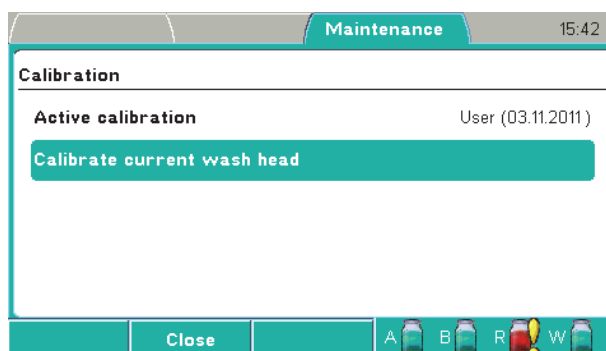 Maintenance 15:42
Calibration
Active calibration User (03.11.2011)
Calibrate current wash head
Close A B R W